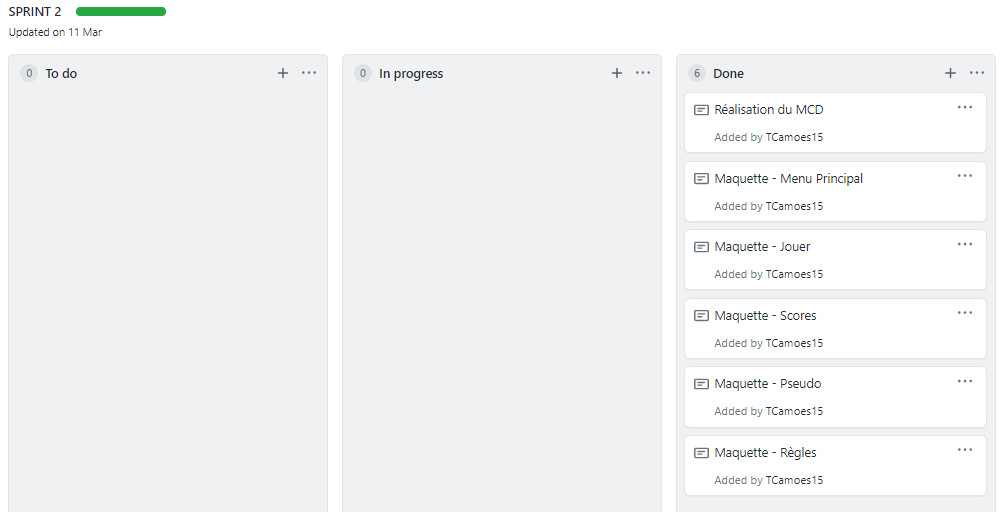 SPRINT 2
Updated on 11 Mar
0 To do
0 In progress
6 Done
Réalisation du MCD
Added by TCamoes15
Maquette - Menu Principal
Added by TCamoes15
Maquette - Jouer
Added by TCamoes15
Maquette - Scores
Added by TCamoes15
Maquette - Pseudo
Added by TCamoes15
Maquette - Règles
Added by TCamoes15